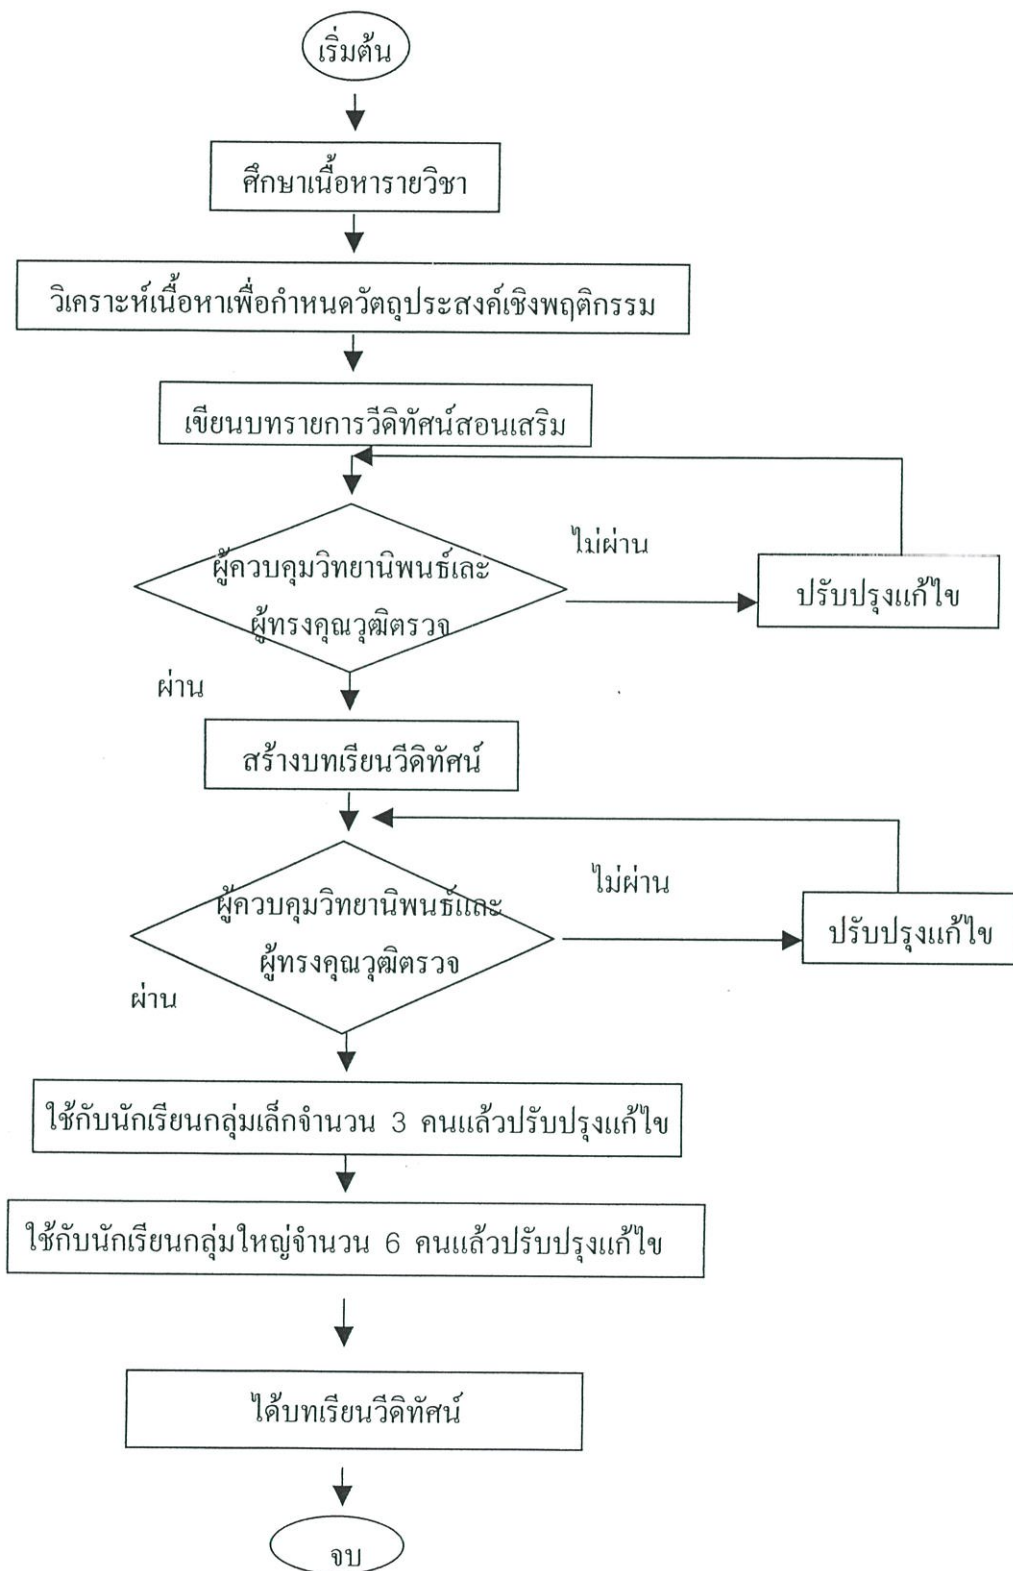 เริ่มต้น
ศึกษาเนื้อหารายวิชา
วิเคราะห์เนื้อหาเพื่อกำหนดวัตถุประสงค์เชิงพฤติกรรม
เขียนบทรายการวีดิทัศน์สอนเสริม
ผู้ควบคุมวิทยานิพนธ์และ
ผู้ทรงคุณวุฒิตรวจ
ไม่ผ่าน
ปรับปรุงแก้ไข
ผ่าน
สร้างบทเรียนวีดิทัศน์
ผู้ควบคุมวิทยานิพนธ์และ
ผู้ทรงคุณวุฒิตรวจ
ไม่ผ่าน
ปรับปรุงแก้ไข
ผ่าน
ใช้กับนักเรียนกลุ่มเล็กจำนวน 3 คนแล้วปรับปรุงแก้ไข
ใช้กับนักเรียนกลุ่มใหญ่จำนวน 6 คนแล้วปรับปรุงแก้ไข
ได้บทเรียนวีดิทัศน์
จบ